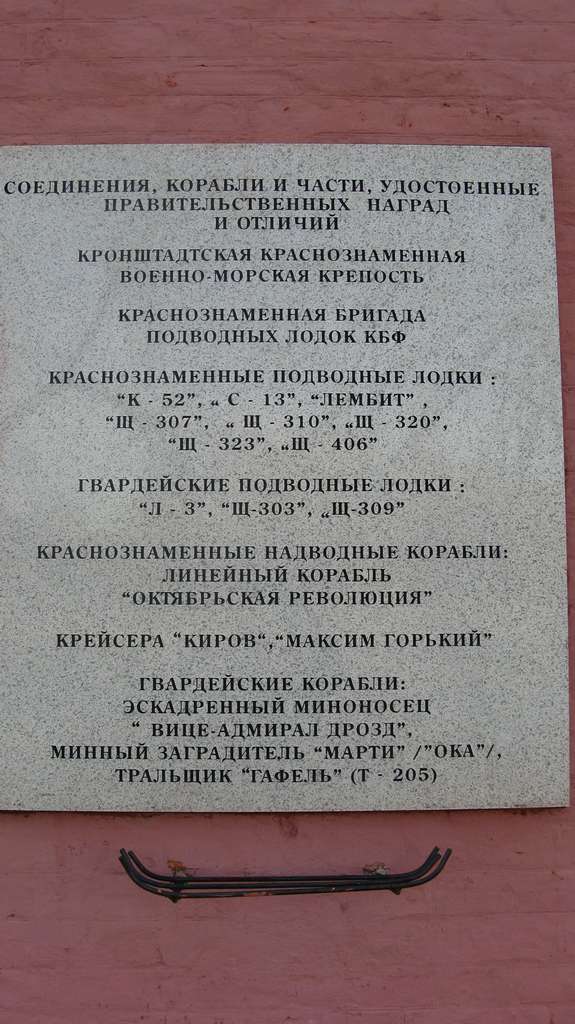 СОЕДИНЕНИЯ, КОРАБЛИ И ЧАСТИ, УДОСТОЕННЫЕ
ПРАВИТЕЛЬСТВЕННЫХ НАГРАД
И ОТЛИЧИЙ
КРОНШТАДТСКАЯ КРАСНОЗНАМЕННАЯ
ВОЕННО-МОРСКАЯ КРЕПОСТЬ
КРАСНОЗНАМЕННАЯ БРИГАДА
ПОДВОДНЫХ ЛОДОК КБФ
КРАСНОЗНАМЕННЫЕ ПОДВОДНЫЕ ЛОДКИ :
“К - 52”, „ С - 13”, “ЛЕМБИТ” ,
“Щ - 307”, „ Щ - 310”, „Щ - 320”,
“Щ - 323”, „Щ - 406”
ГВАРДЕЙСКИЕ ПОДВОДНЫЕ ЛОДКИ :
“Л - 3”, “Щ-303”, „Щ-309”
КРАСНОЗНАМЕННЫЕ НАДВОДНЫЕ КОРАБЛИ:
ЛИНЕЙНЫЙ КОРАБЛЬ
“ОКТЯБРЬСКАЯ РЕВОЛЮЦИЯ”
КРЕЙСЕРА “КИРОВ“,“МАКСИМ ГОРЬКИЙ”
ГВАРДЕЙСКИЕ КОРАБЛИ:
ЭСКАДРЕННЫЙ МИНОНОСЕЦ
“ ВИЦЕ-АДМИРАЛ ДРОЗД”,
МИННЫЙ ЗАГРАДИТЕЛЬ “МАРТИ” /”ОКА”/,
ТРАЛЬЩИК “ГАФЕЛЬ” (Т - 205)